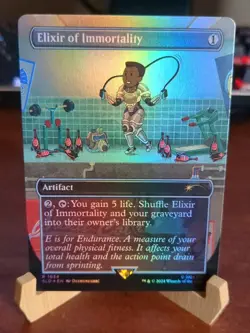 Elixir of Immortality 1
Artifact
2, : You gain 5 life. Shuffle Elixir
of Immortality and your graveyard
into their owner's library.
E is for Endurance. A measure of your
overall physical fitness. It affects your
total health and the action point drain
from sprinting.
SLD • EN